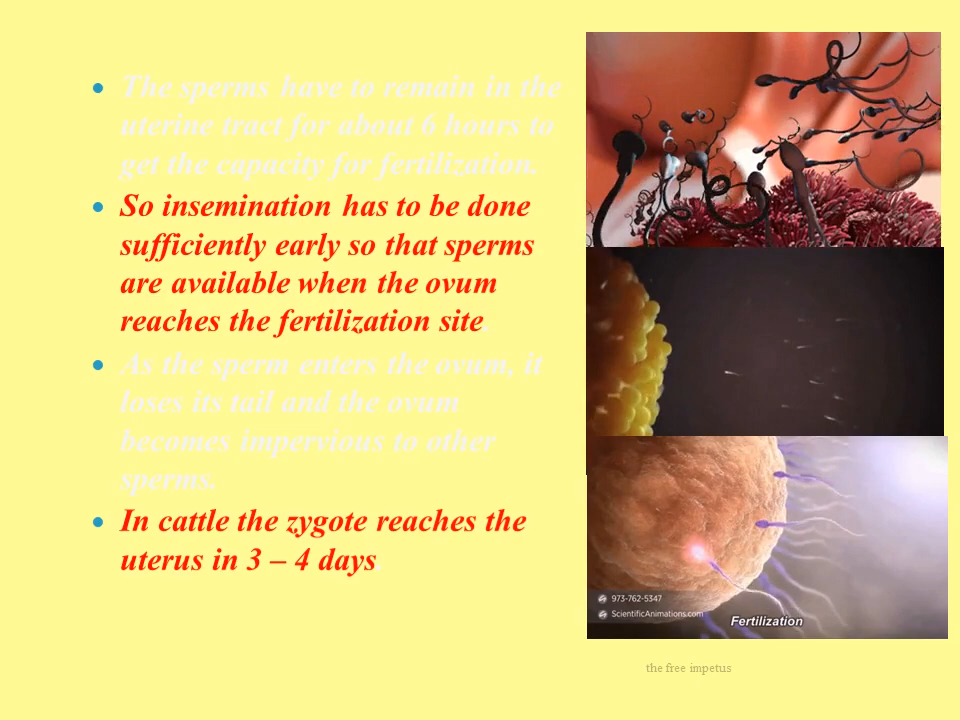 • The sperms have to remain in the
uterine tract for about 6 hours to
get the capacity for fertilization.
• So insemination has to be done
sufficiently early so that sperms
are available when the ovum
reaches the fertilization site.
• As the sperm enters the ovum, it
loses its tail and the ovum
becomes impervious to other
sperms.
• In cattle the zygote reaches the
uterus in 3 – 4 days.
973-762-5347
ScientificAnimations.com
Fertilization
the free impetus